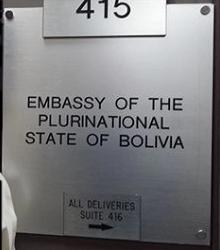 415
EMBASSY OF THE
PLURINATIONAL
STATE OF BOLIVIA
ALL DELIVERIES
SUITE 416